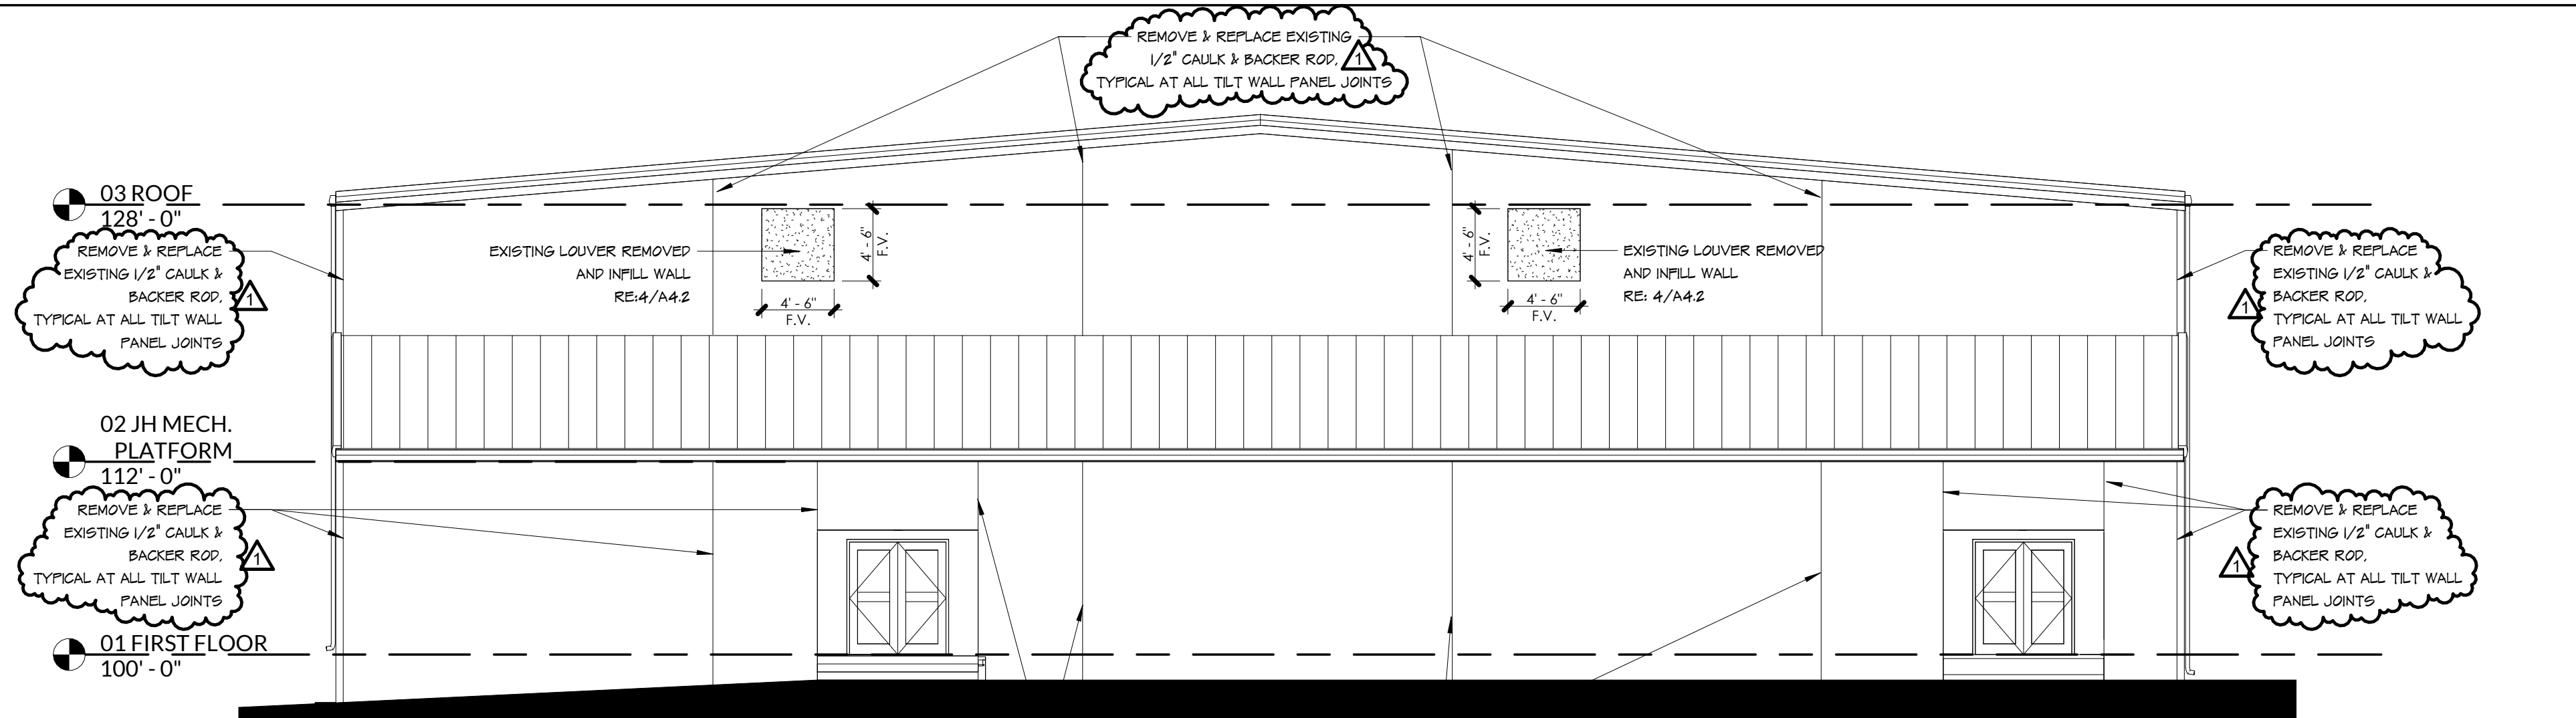 REMOVE & REPLACE EXISTING
1/2" CAULK & BACKER ROD,
TYPICAL AT ALL TILT WALL PANEL JOINTS
1
03 ROOF
128' - 0"
REMOVE & REPLACE
EXISTING 1/2" CAULK &
BACKER ROD,
TYPICAL AT ALL TILT WALL
PANEL JOINTS
1
EXISTING LOUVER REMOVED
AND INFILL WALL
RE:4/A4.2
4' - 6"
F.V.
4' - 6"
F.V.
4' - 6"
F.V.
4' - 6"
F.V.
EXISTING LOUVER REMOVED
AND INFILL WALL
RE: 4/A4.2
REMOVE & REPLACE
EXISTING 1/2" CAULK &
BACKER ROD,
TYPICAL AT ALL TILT WALL
PANEL JOINTS
1
02 JH MECH.
PLATFORM
112' - 0"
REMOVE & REPLACE
EXISTING 1/2" CAULK &
BACKER ROD,
TYPICAL AT ALL TILT WALL
PANEL JOINTS
1
REMOVE & REPLACE
EXISTING 1/2" CAULK &
BACKER ROD,
TYPICAL AT ALL TILT WALL
PANEL JOINTS
1
01 FIRST FLOOR
100' - 0"